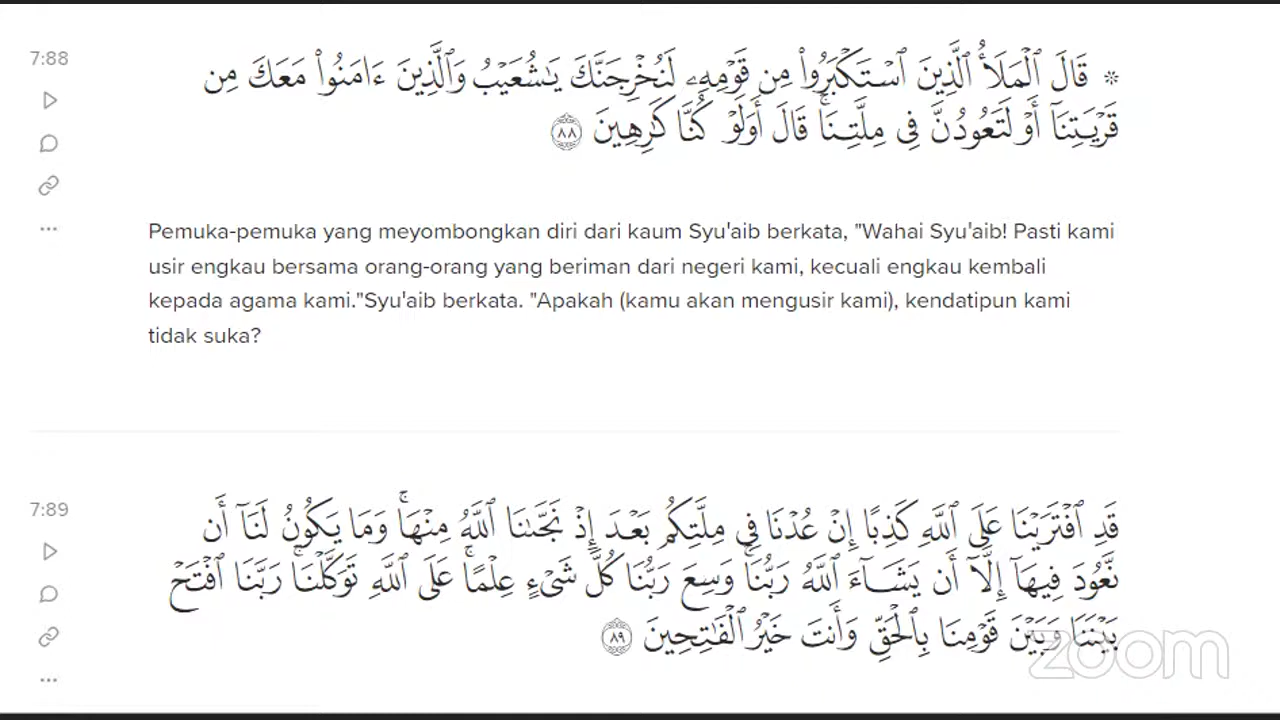 7:88
۞ قَالَ ٱلْمَلَأُ ٱلَّذِينَ ٱسْتَكْبَرُوا۟ مِن قَوْمِهِۦ لَنُخْرِجَنَّكَ يَـٰشُعَيْبُ وَٱلَّذِينَ ءَامَنُوا۟ مَعَكَ مِن
قَرْيَتِنَآ أَوْ لَتَعُودُنَّ فِى مِلَّتِنَا ۚ قَالَ أَوَلَوْ كُنَّا كَـٰرِهِينَ ٨٨
Pemuka-pemuka yang meyombongkan diri dari kaum Syu'aib berkata, "Wahai Syu'aib! Pasti kami
usir engkau bersama orang-orang yang beriman dari negeri kami, kecuali engkau kembali
kepada agama kami."Syu'aib berkata. "Apakah (kamu akan mengusir kami), kendatipun kami
tidak suka?
7:89
قَدِ ٱفْتَرَيْنَا عَلَى ٱللَّهِ كَذِبًا إِنْ عُدْنَا فِى مِلَّتِكُم بَعْدَ إِذْ نَجَّىٰنَا ٱللَّهُ مِنْهَا ۚ وَمَا يَكُونُ لَنَآ أَن
نَّعُودَ فِيهَآ إِلَّآ أَن يَشَآءَ ٱللَّهُ رَبُّنَا ۚ وَسِعَ رَبُّنَا كُلَّ شَىْءٍ عِلْمًا ۚ عَلَى ٱللَّهِ تَوَكَّلْنَا ۚ رَبَّنَا ٱفْتَحْ
بَيْنَنَا وَبَيْنَ قَوْمِنَا بِٱلْحَقِّ وَأَنتَ خَيْرُ ٱلْفَـٰتِحِينَ ٨٩
zoom